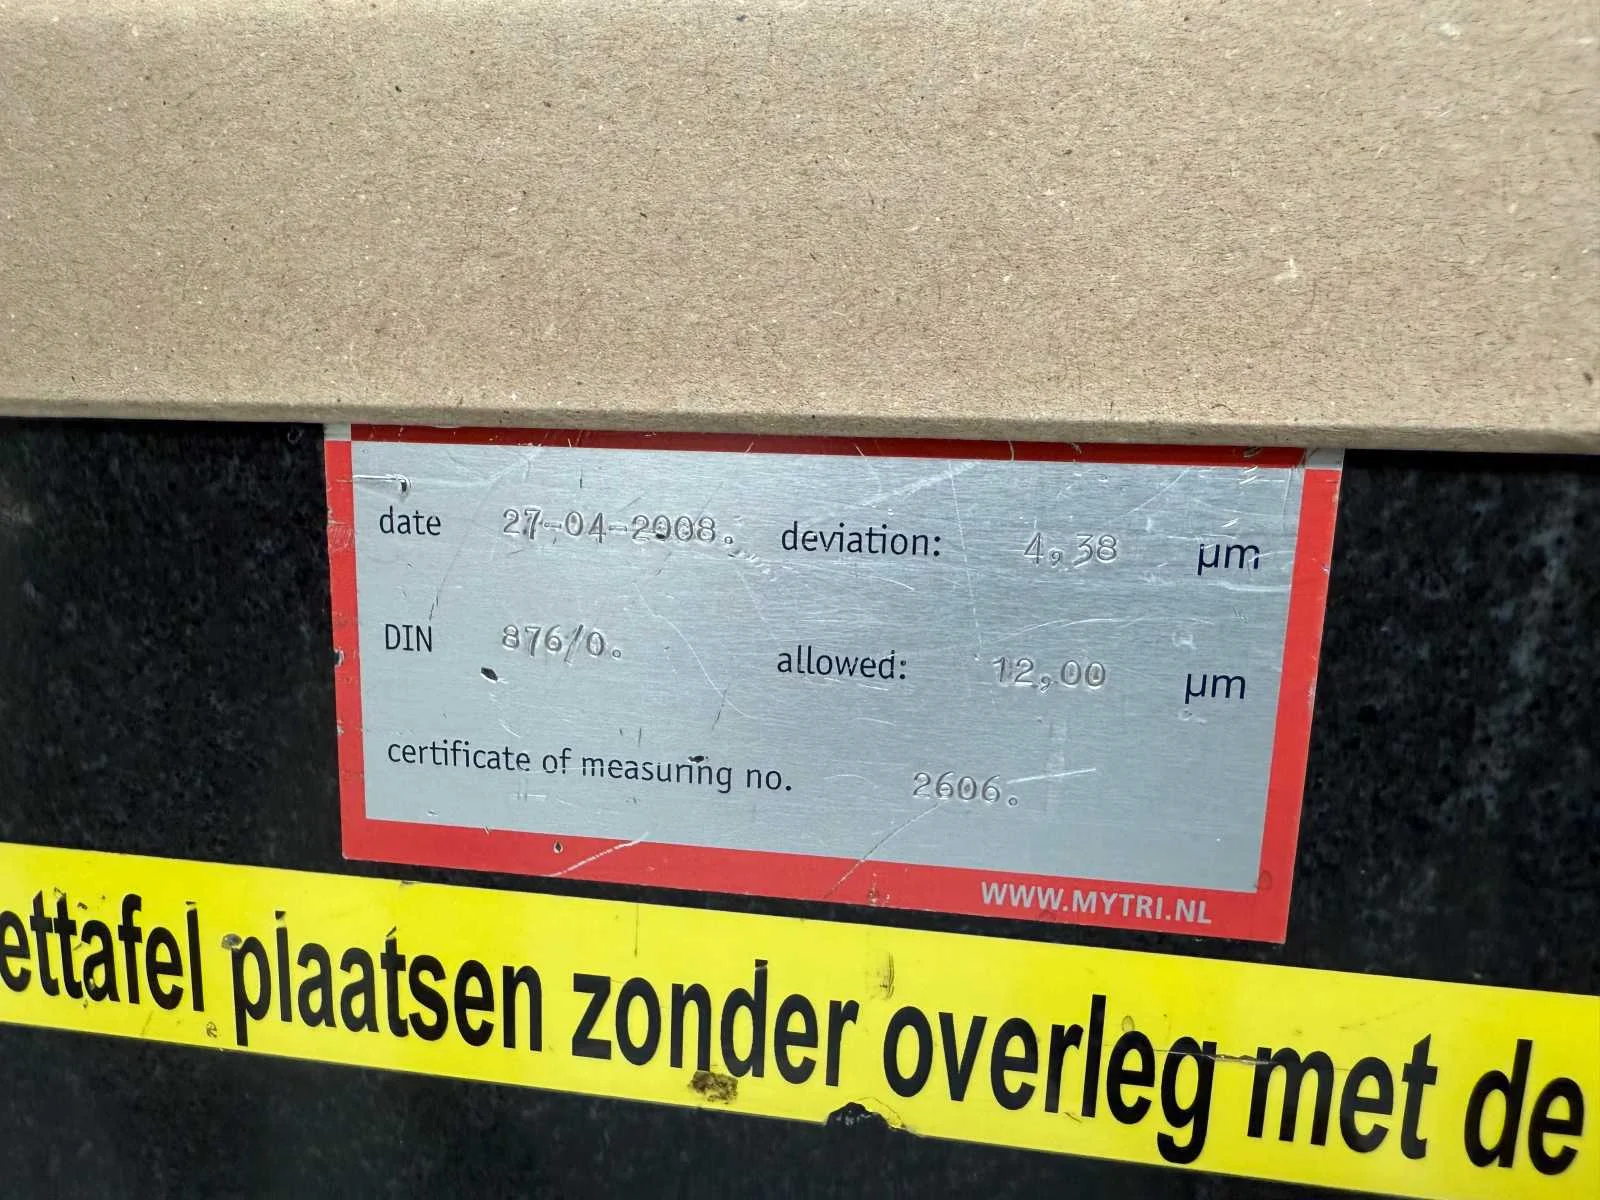 date 27-04-2008. deviation: 4,38 µm
DIN 876/0. allowed: 12,00 µm
certificate of measuring no. 2606.
WWW.MYTRI.NL
ettafel plaatsen zonder overleg met de